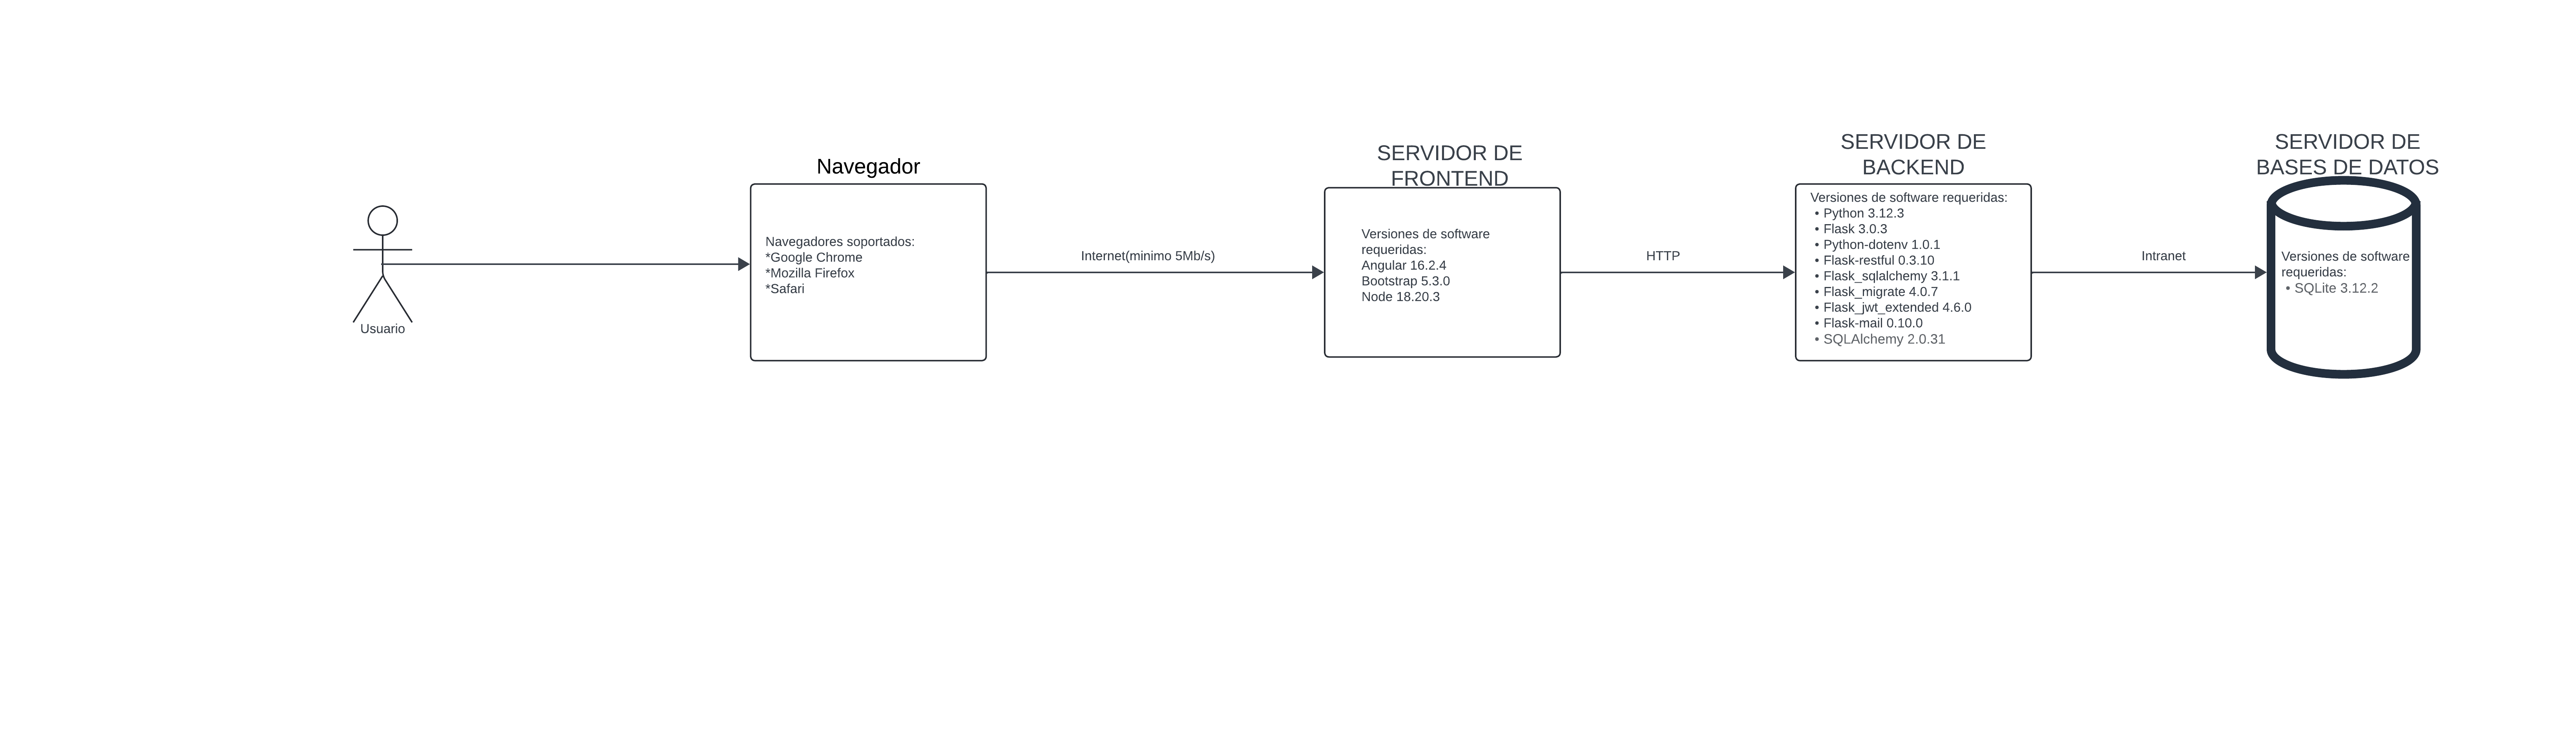 Usuario
Navegador
Navegadores soportados:
*Google Chrome
*Mozilla Firefox
*Safari
Internet(minimo 5Mb/s)
SERVIDOR DE
FRONTEND
Versiones de software
requeridas:
Angular 16.2.4
Bootstrap 5.3.0
Node 18.20.3
HTTP
SERVIDOR DE
BACKEND
Versiones de software requeridas:
• Python 3.12.3
• Flask 3.0.3
• Python-dotenv 1.0.1
• Flask-restful 0.3.10
• Flask_sqlalchemy 3.1.1
• Flask_migrate 4.0.7
• Flask_jwt_extended 4.6.0
• Flask-mail 0.10.0
• SQLAlchemy 2.0.31
Intranet
SERVIDOR DE
BASES DE DATOS
Versiones de software
requeridas:
• SQLite 3.12.2